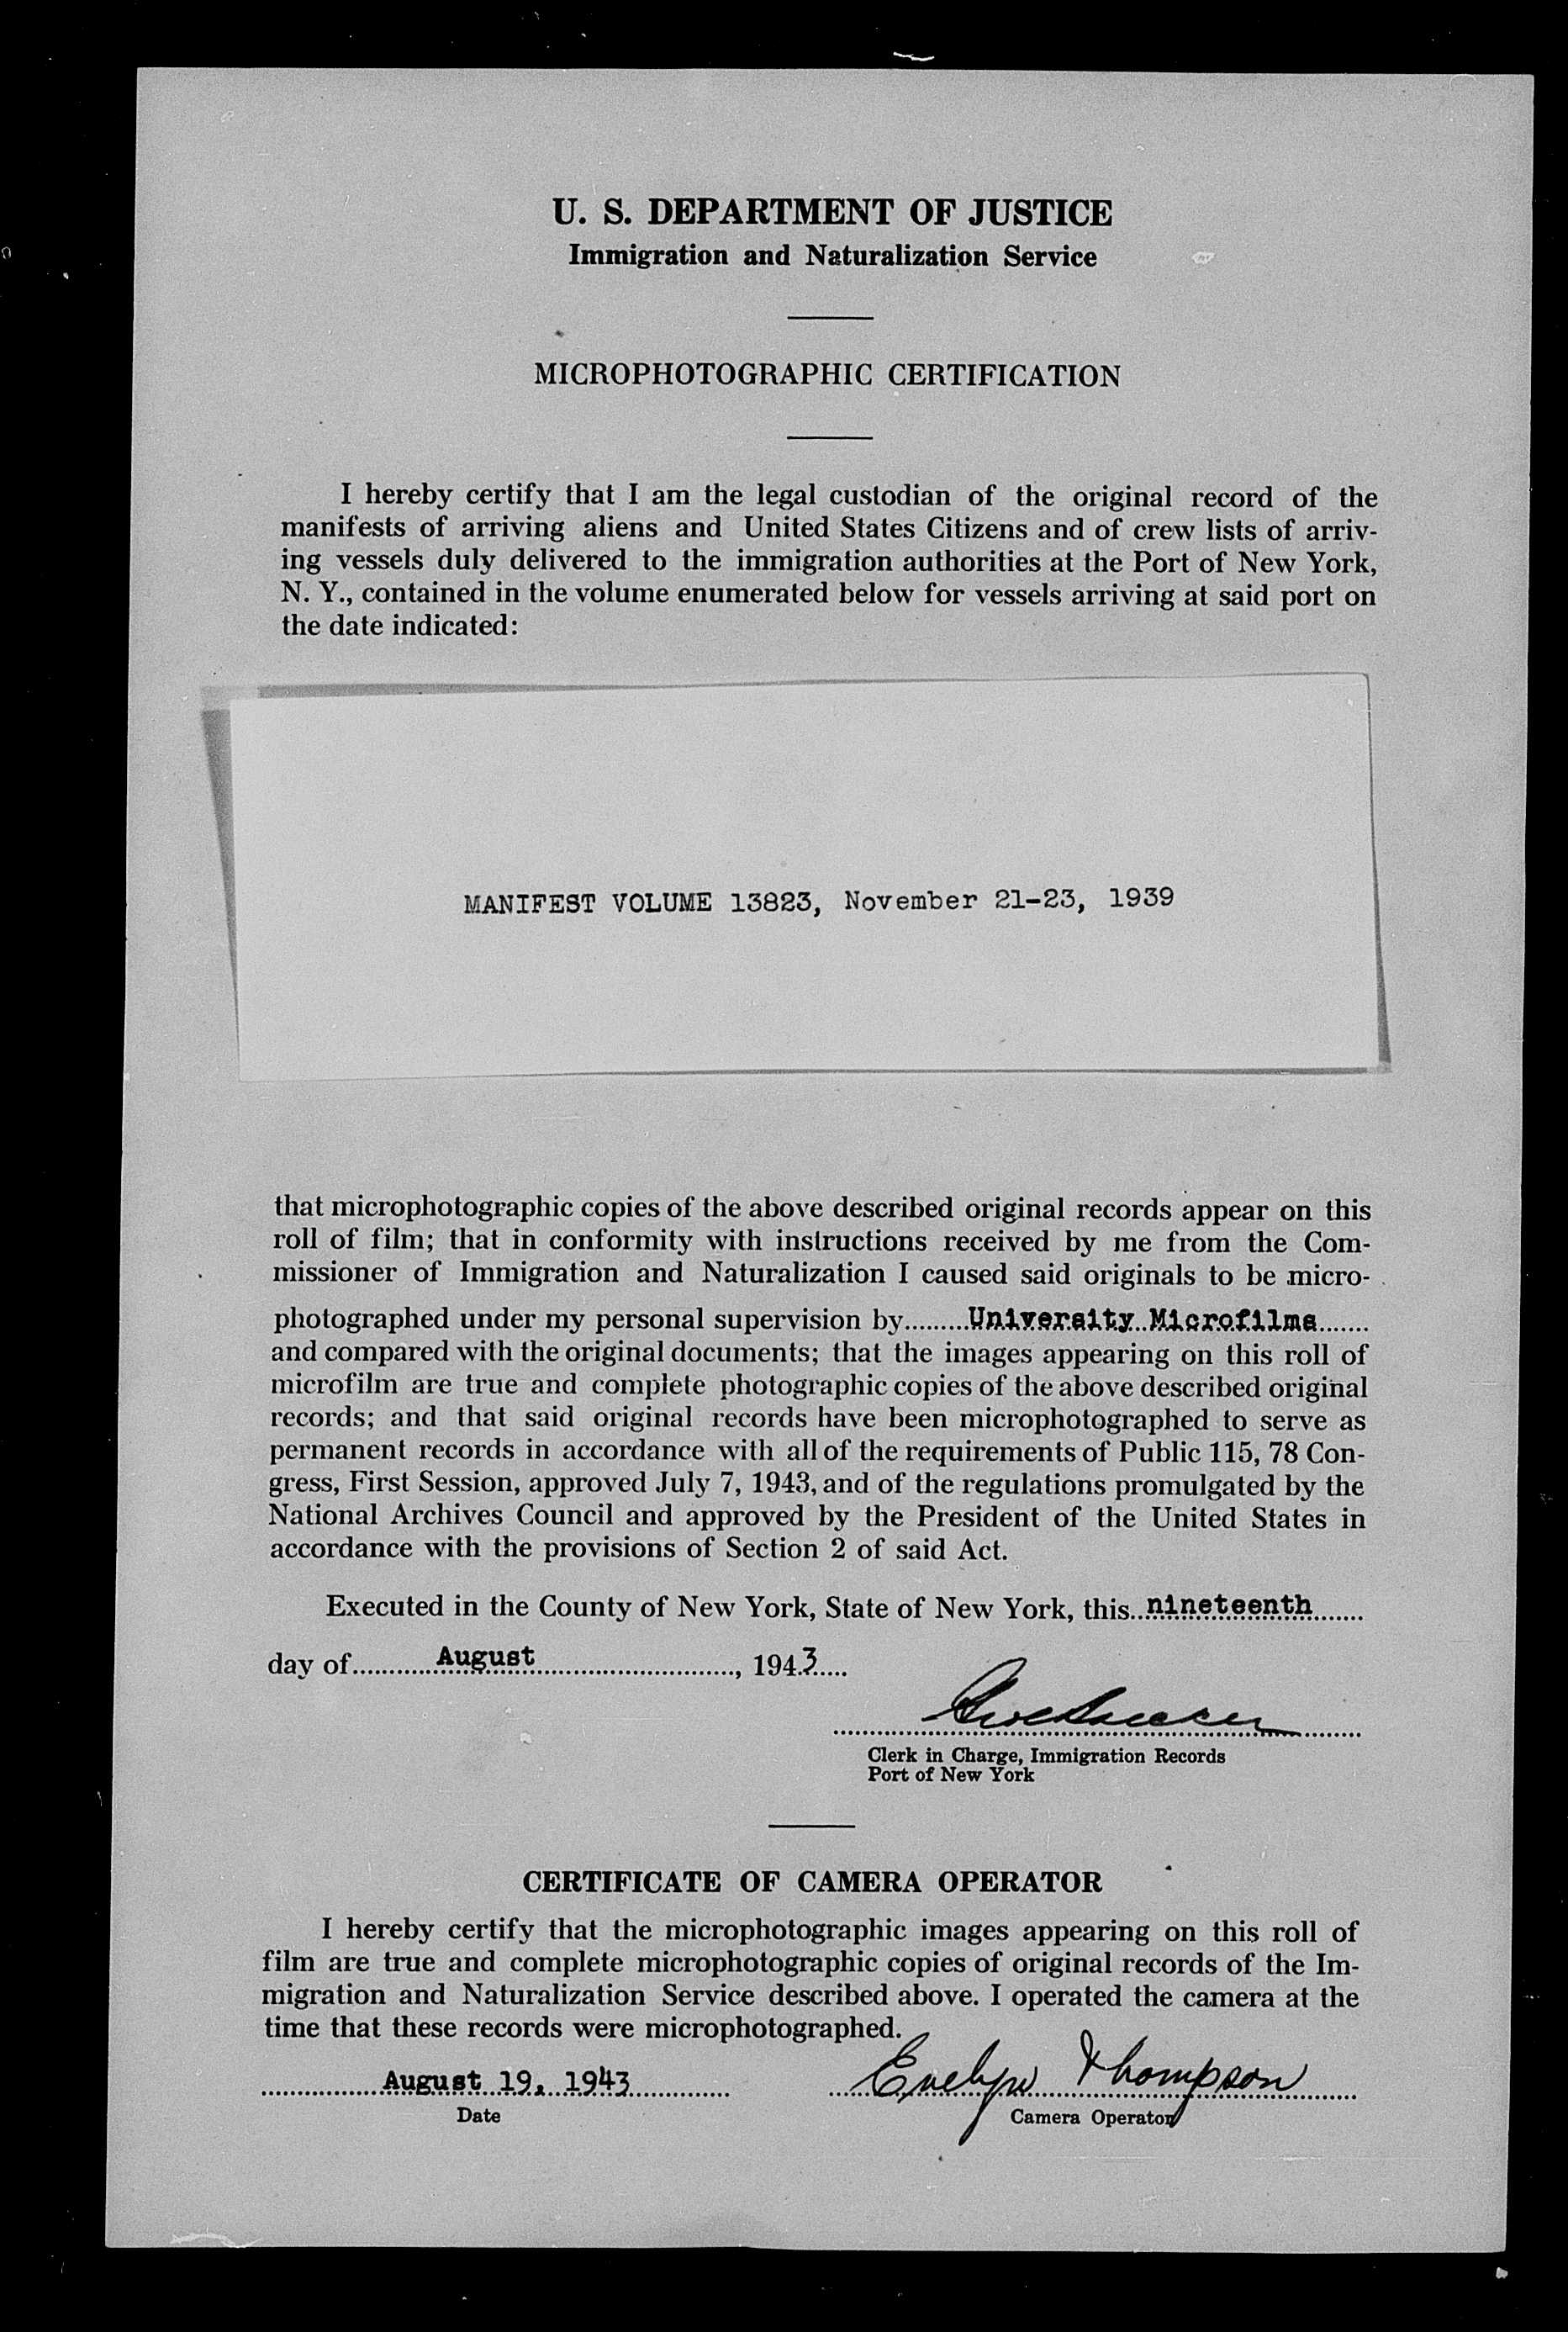 U. S. DEPARTMENT OF JUSTICE
Immigration and Naturalization Service
MICROPHOTOGRAPHIC CERTIFICATION
I hereby certify that I am the legal custodian of the original record of the
manifests of arriving aliens and United States Citizens and of crew lists of arriv-
ing vessels duly delivered to the immigration authorities at the Port of New York,
N. Y., contained in the volume enumerated below for vessels arriving at said port on
the date indicated:
MANIFEST VOLUME 13823, November 21-23, 1939
that microphotographic copies of the above described original records appear on this
roll of film; that in conformity with instructions received by me from the Com-
missioner of Immigration and Naturalization I caused said originals to be micro-
photographed under my personal supervision by.........University Microfilms.......
and compared with the original documents; that the images appearing on this roll of
microfilm are true and complete photographic copies of the above described original
records; and that said original records have been microphotographed to serve as
permanent records in accordance with all of the requirements of Public 115, 78 Con-
gress, First Session, approved July 7, 1943, and of the regulations promulgated by the
National Archives Council and approved by the President of the United States in
accordance with the provisions of Section 2 of said Act.
Executed in the County of New York, State of New York, this..nineteenth.......
day of............August..............................., 1943.....
Clerk in Charge, Immigration Records
Port of New York
CERTIFICATE OF CAMERA OPERATOR
I hereby certify that the microphotographic images appearing on this roll of
film are true and complete microphotographic copies of original records of the Im-
migration and Naturalization Service described above. I operated the camera at the
time that these records were microphotographed.
August 19, 1943 Evelyn Thompson
Date Camera Operator